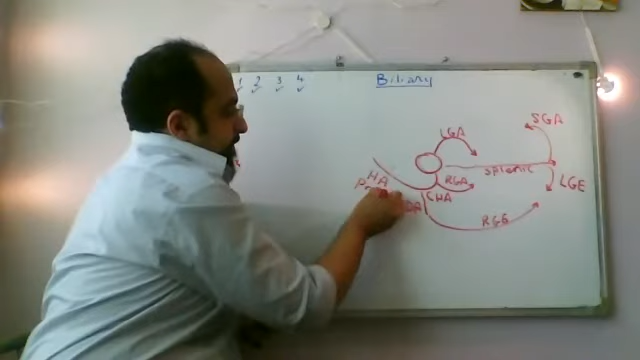 1 2 3 4
Biliary
SGA
LGA
splenic
HA
RGA
LGE
CHA
RGE